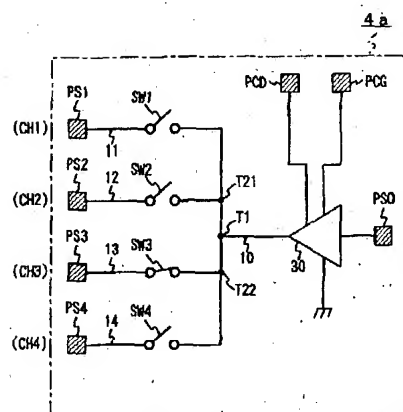 4a
PCD PCG
PS1 SW1
(CH1)
11
PS2 12 SW2
(CH2)
T21
PSO
T1
PS3 13 SW3
10 30
(CH3)
T22
PS4 14 SW4
(CH4)